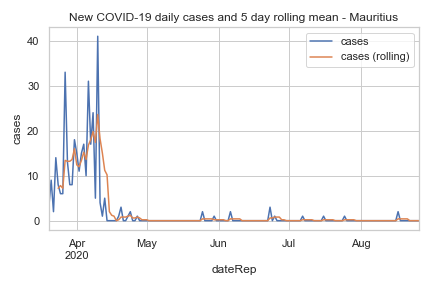 New COVID-19 daily cases and 5 day rolling mean - Mauritius
cases
cases (rolling)
40
30
20
10
0
cases
Apr
2020
May
Jun
Jul
Aug
dateRep